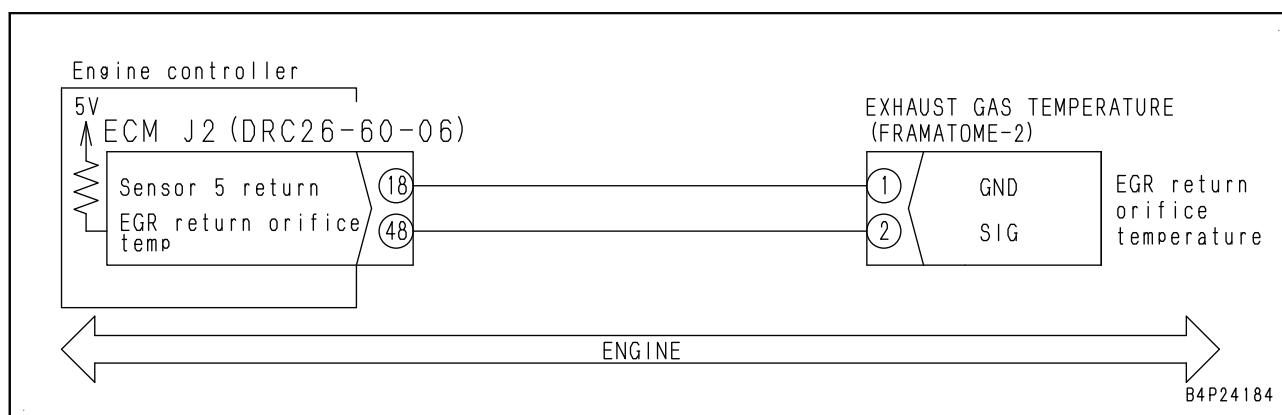 Engine controller
5V
ECM J2 (DRC26-60-06)
Sensor 5 return
18
EGR return orifice
temp
48
EXHAUST GAS TEMPERATURE
(FRAMATOME-2)
1
GND
2
SIG
EGR return
orifice
temperature
ENGINE
B4P24184